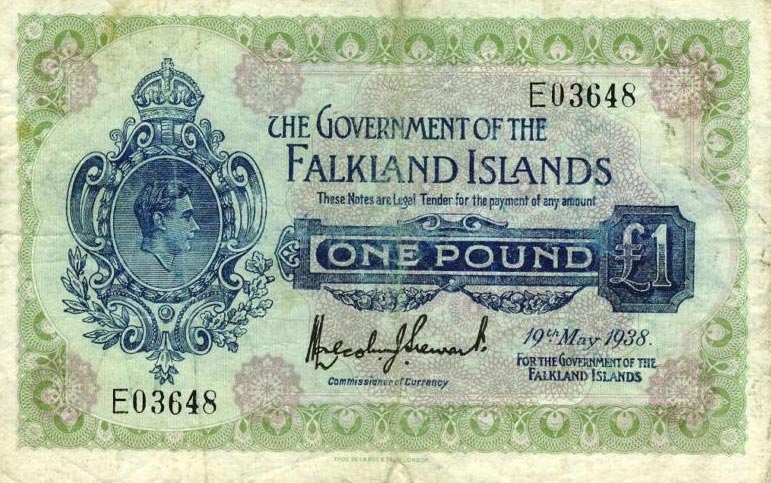 E03648
THE GOVERNMENT OF THE
FALKLAND ISLANDS
These Notes are Legal Tender for the payment of any amount
ONE POUND
£1
19th May 1938.
Commissioner of Currency
FOR THE GOVERNMENT OF THE
FALKLAND ISLANDS
E03648